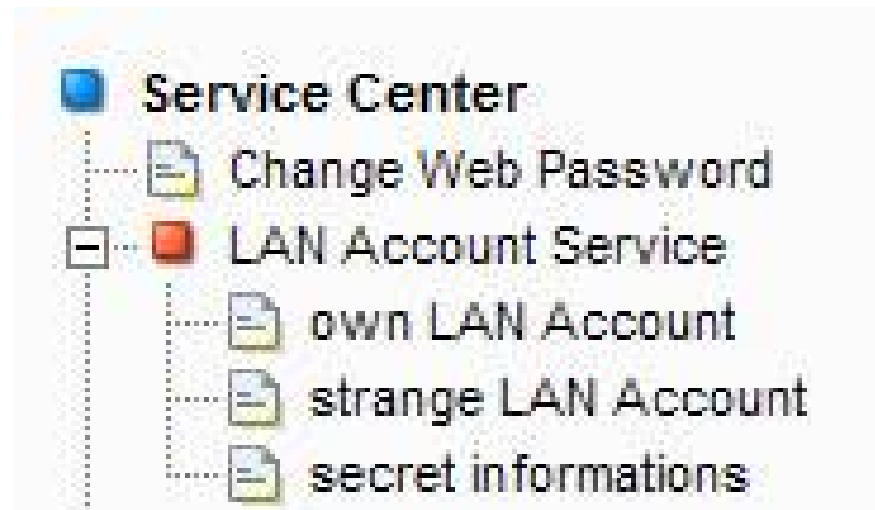 Service Center
Change Web Password
LAN Account Service
own LAN Account
strange LAN Account
secret informations